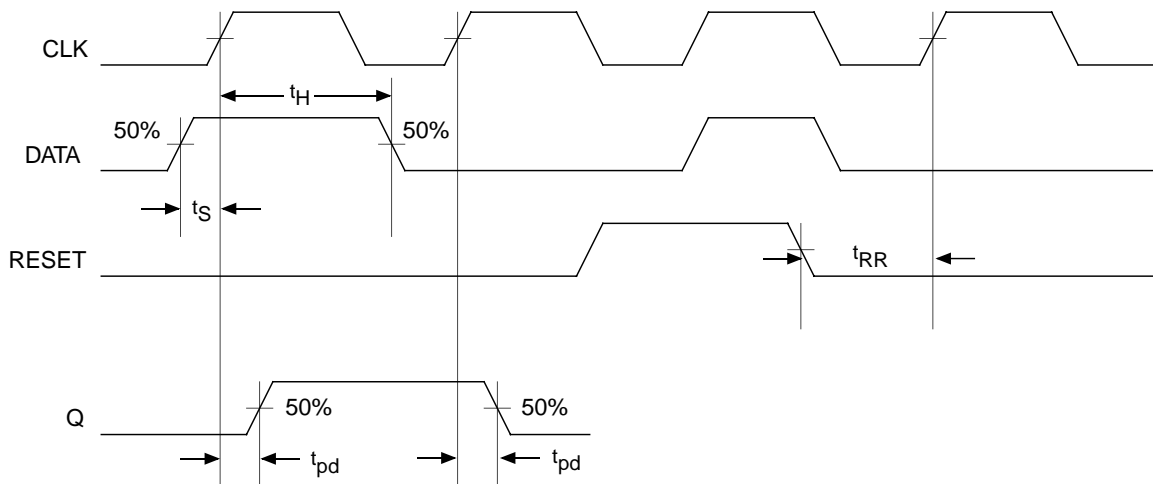 CLK
tH
50% 50%
DATA
tS
RESET
tRR
50% 50%
Q
tpd tpd